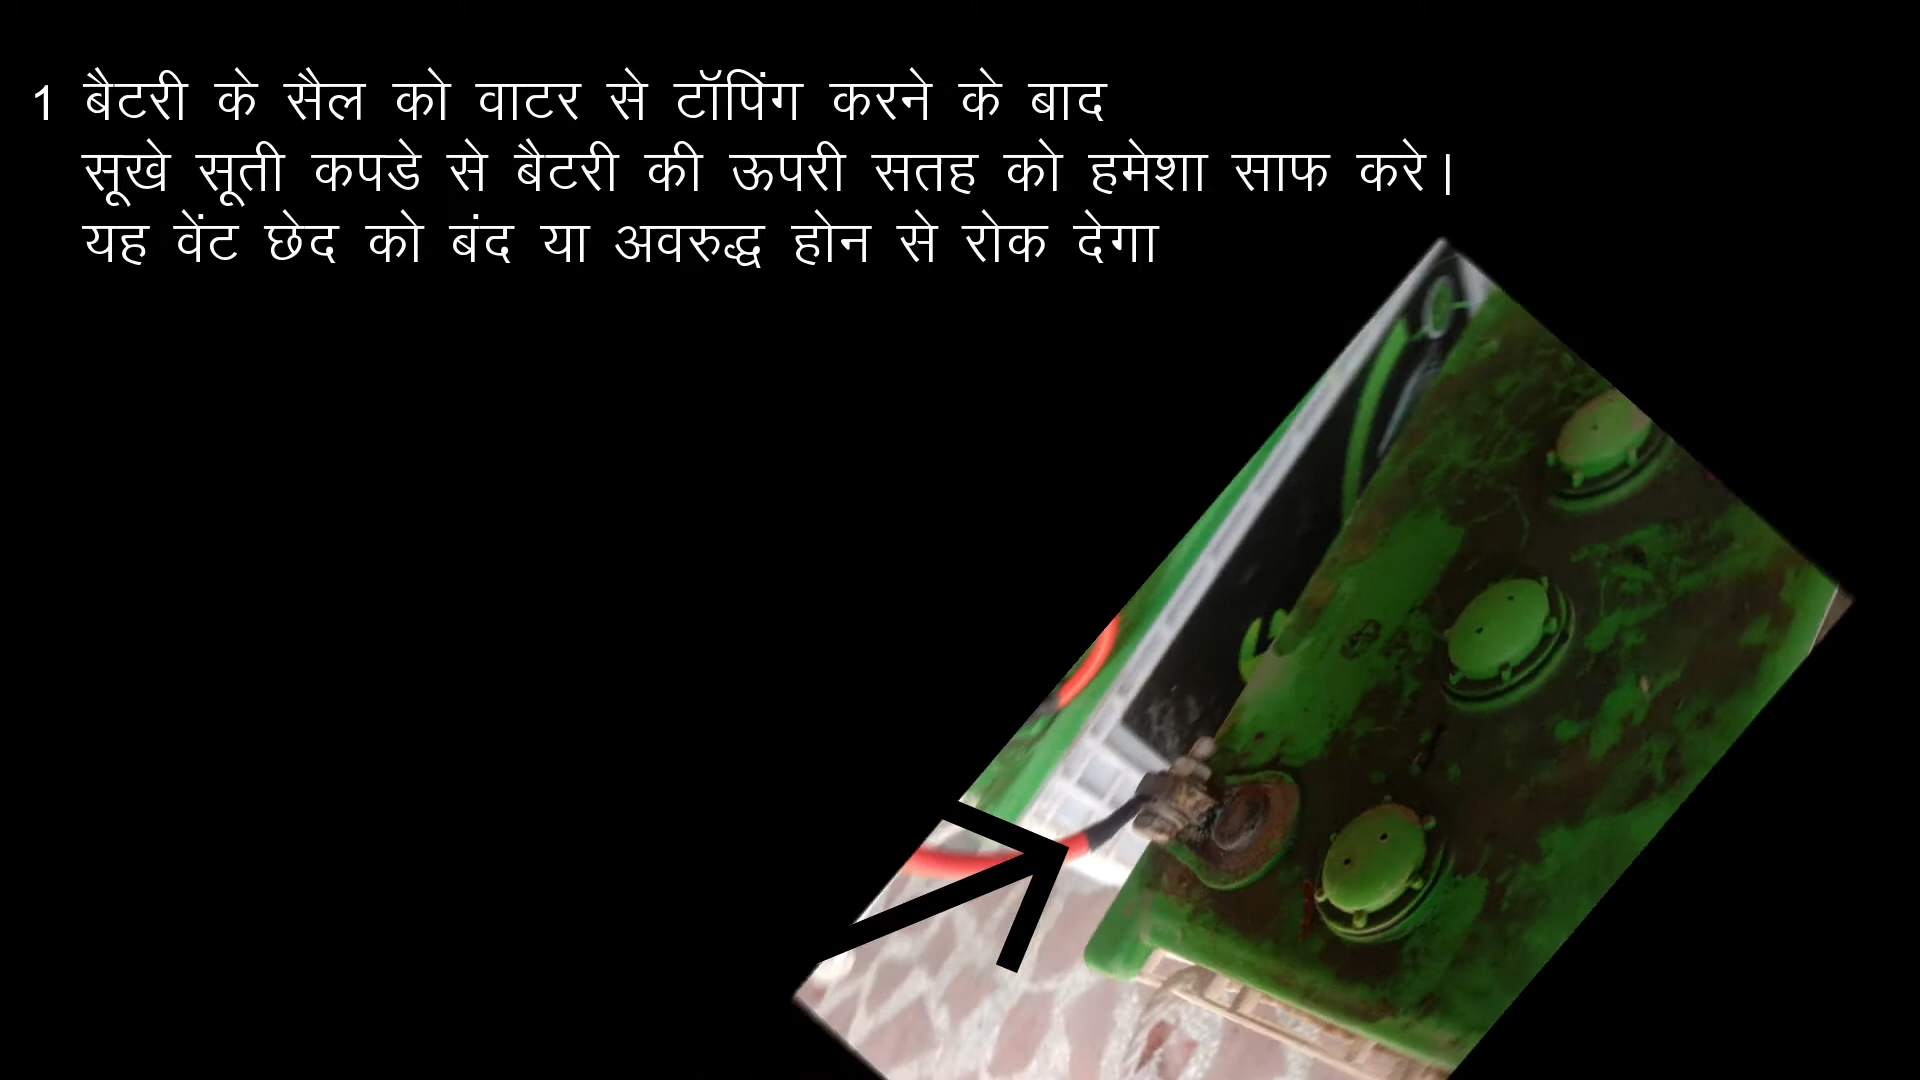 1 बैटरी के सैल को वाटर से टॉपिंग करने के बाद
सूखे सूती कपडे से बैटरी की ऊपरी सतह को हमेशा साफ करे|
यह वेंट छेद को बंद या अवरुद्ध होन से रोक देगा